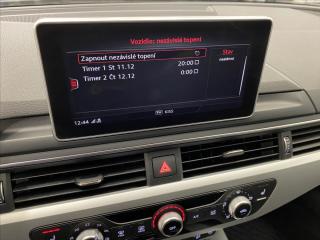 Vozidlo: nezávislé topení
Zapnout nezávislé topení
Stav
Timer 1 St 11.12 20:00
Timer 2 Čt 12.12 0:00
12:44